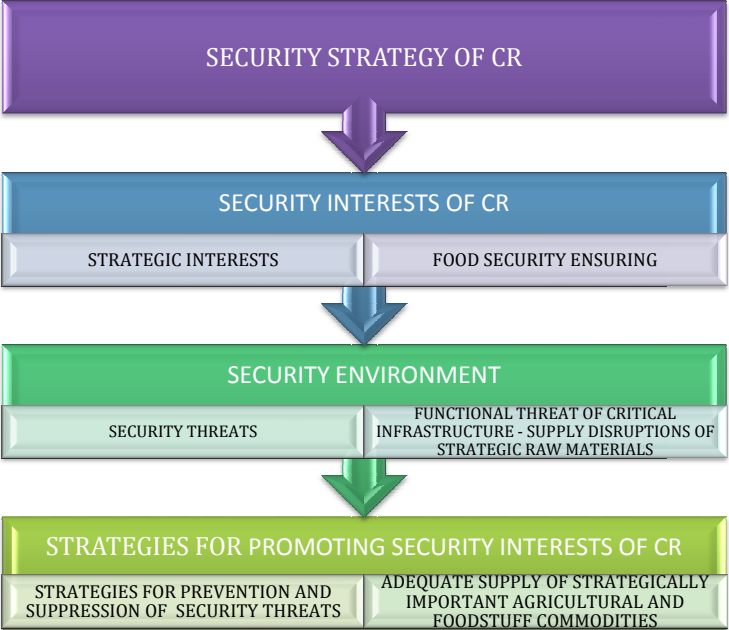 SECURITY STRATEGY OF CR
SECURITY INTERESTS OF CR
STRATEGIC INTERESTS
FOOD SECURITY ENSURING
SECURITY ENVIRONMENT
SECURITY THREATS
FUNCTIONAL THREAT OF CRITICAL
INFRASTRUCTURE - SUPPLY DISRUPTIONS OF
STRATEGIC RAW MATERIALS
STRATEGIES FOR PROMOTING SECURITY INTERESTS OF CR
STRATEGIES FOR PREVENTION AND
SUPPRESSION OF SECURITY THREATS
ADEQUATE SUPPLY OF STRATEGICALLY
IMPORTANT AGRICULTURAL AND
FOODSTUFF COMMODITIES